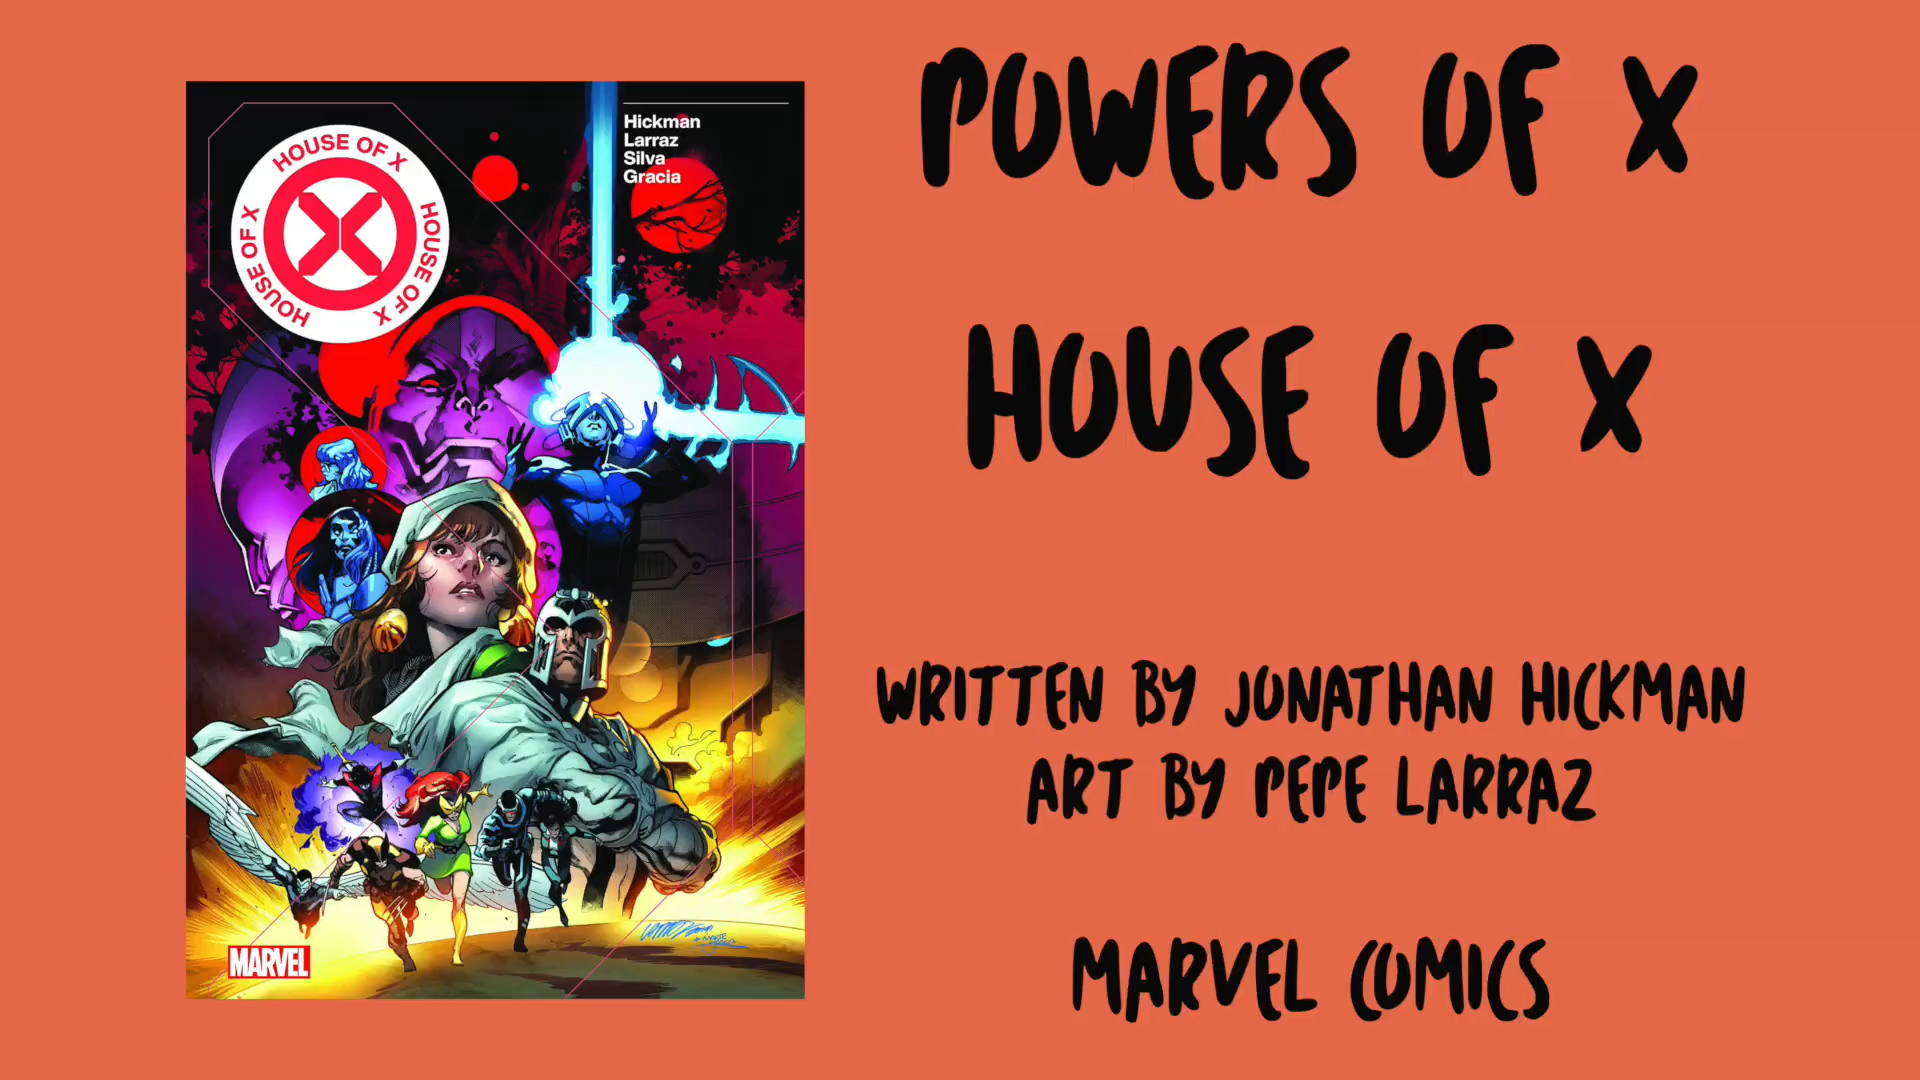 HOUSE OF X
HOUSE OF X
HOUSE OF X
Hickman
Larraz
Silva
Gracia
MARVEL
POWERS OF X
HOUSE OF X
WRITTEN BY JONATHAN HICKMAN
ART BY PEPE LARRAZ
MARVEL COMICS